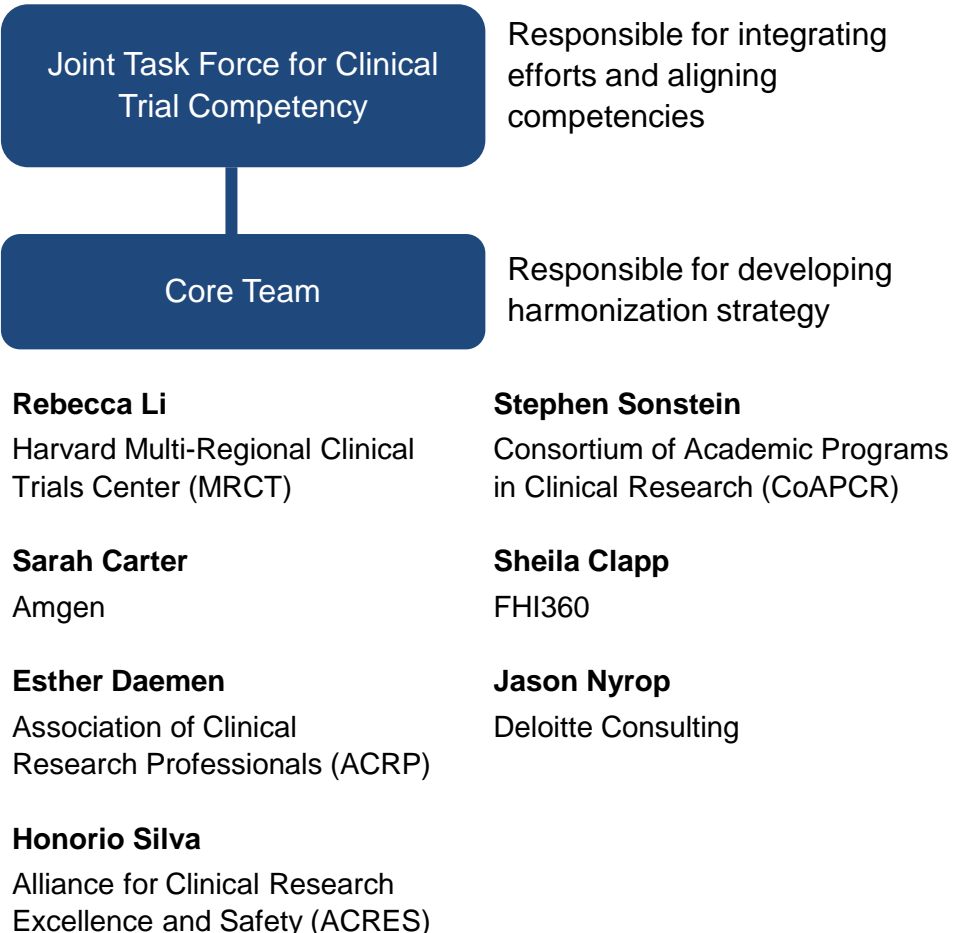 Joint Task Force for Clinical
Trial Competency
Responsible for integrating
efforts and aligning
competencies
Core Team
Responsible for developing
harmonization strategy
Rebecca Li
Harvard Multi-Regional Clinical
Trials Center (MRCT)
Stephen Sonstein
Consortium of Academic Programs
in Clinical Research (CoAPCR)
Sarah Carter
Amgen
Sheila Clapp
FHI360
Esther Daemen
Association of Clinical
Research Professionals (ACRP)
Jason Nyrop
Deloitte Consulting
Honorio Silva
Alliance for Clinical Research
Excellence and Safety (ACRES)